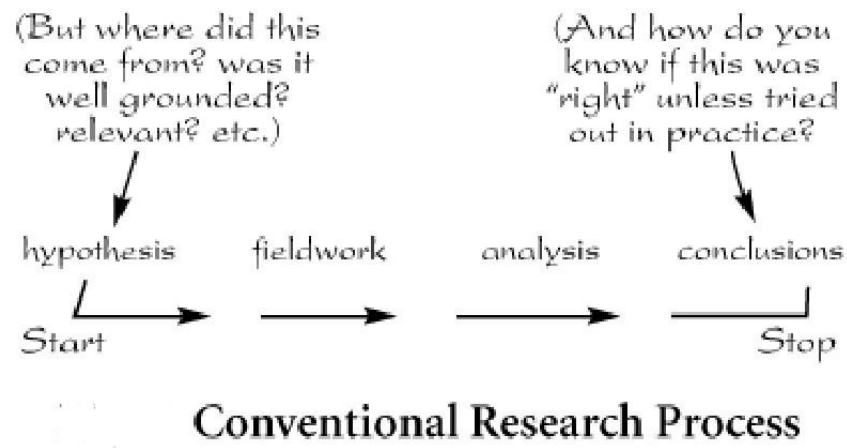 (But where did this
come from? was it
well grounded?
relevant? etc.)
(And how do you
know if this was
"right" unless tried
out in practice?
hypothesis fieldwork analysis conclusions
Start Stop
Conventional Research Process